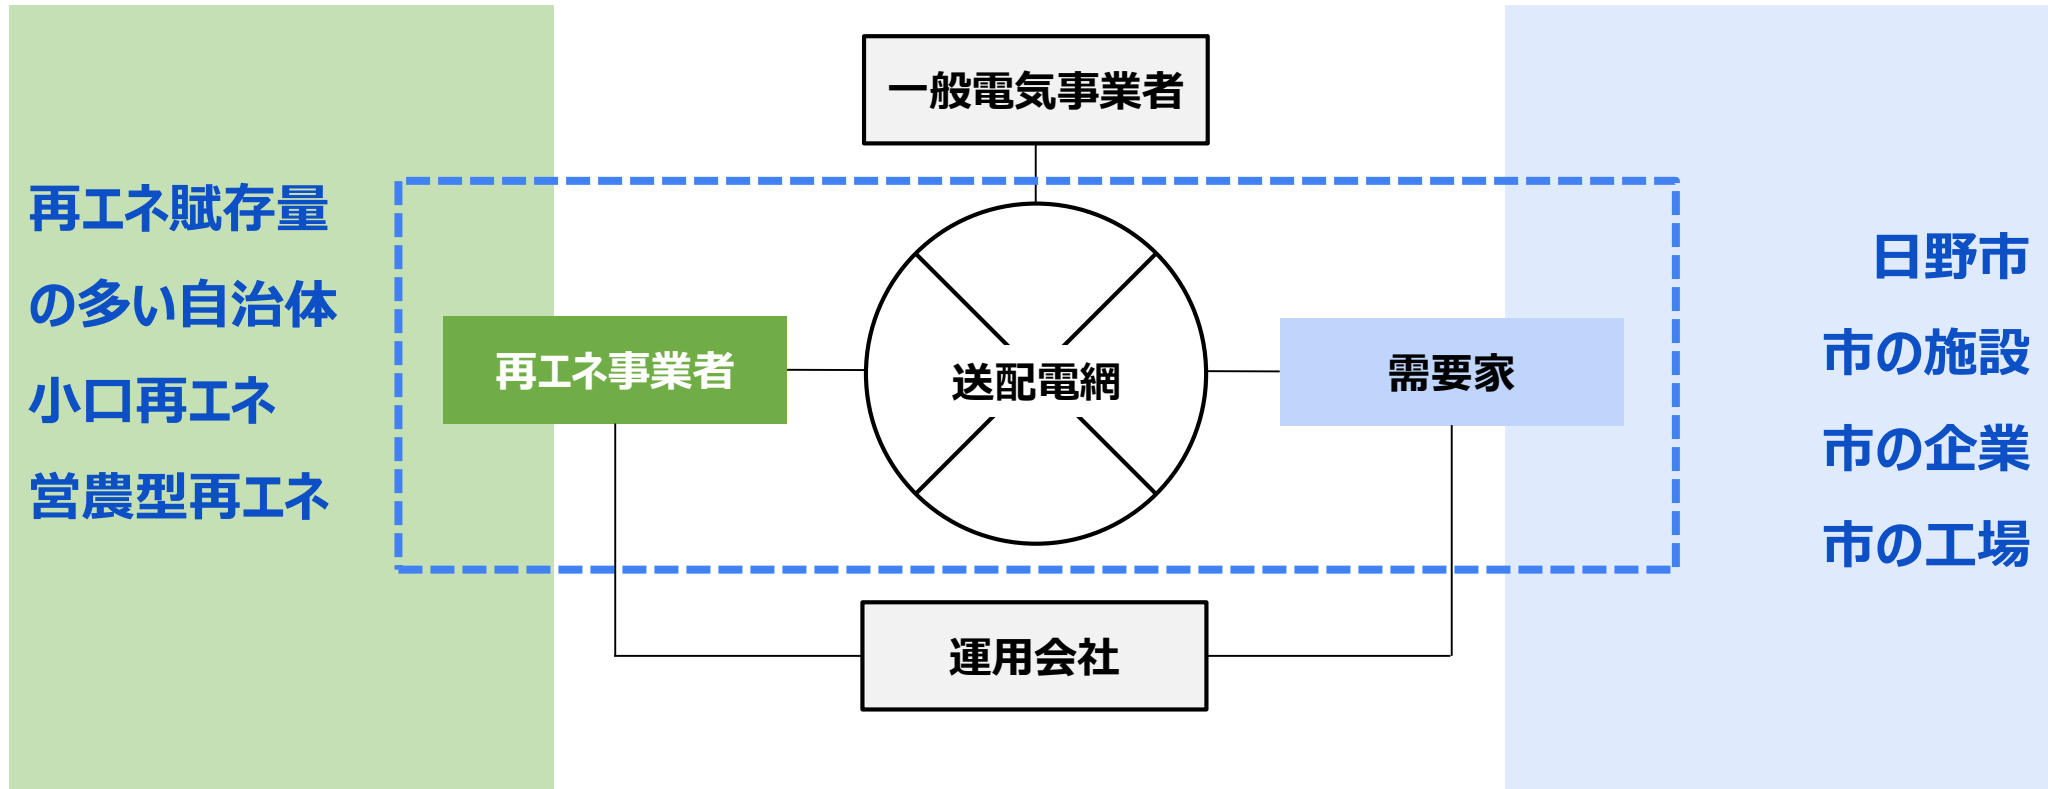 一般電気事業者
再エネ賦存量
の多い自治体
小口再エネ
営農型再エネ
再エネ事業者
送配電網
需要家
日野市
市の施設
市の企業
市の工場
運用会社